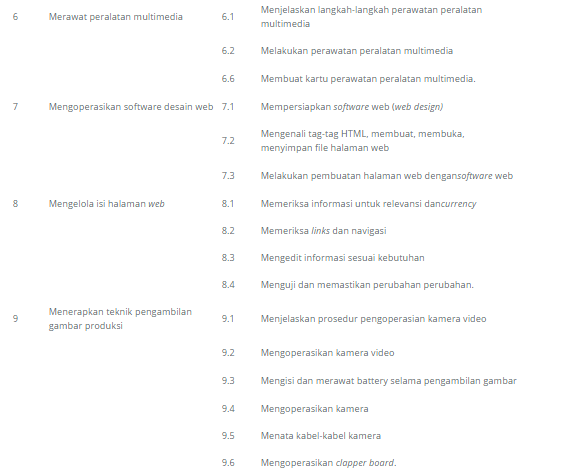 6 Merawat peralatan multimedia 6.1 Menjelaskan langkah-langkah perawatan peralatan
multimedia
6.2 Melakukan perawatan peralatan multimedia
6.6 Membuat kartu perawatan peralatan multimedia.
7 Mengoperasikan software desain web 7.1 Mempersiapkan software web (web design)
7.2 Mengenali tag-tag HTML, membuat, membuka,
menyimpan file halaman web
7.3 Melakukan pembuatan halaman web dengansoftware web
8 Mengelola isi halaman web 8.1 Memeriksa informasi untuk relevansi dancurrency
8.2 Memeriksa links dan navigasi
8.3 Mengedit informasi sesuai kebutuhan
8.4 Menguji dan memastikan perubahan perubahan.
9 Menerapkan teknik pengambilan
gambar produksi 9.1 Menjelaskan prosedur pengoperasian kamera video
9.2 Mengoperasikan kamera video
9.3 Mengisi dan merawat battery selama pengambilan gambar
9.4 Mengoperasikan kamera
9.5 Menata kabel-kabel kamera
9.6 Mengoperasikan clapper board.